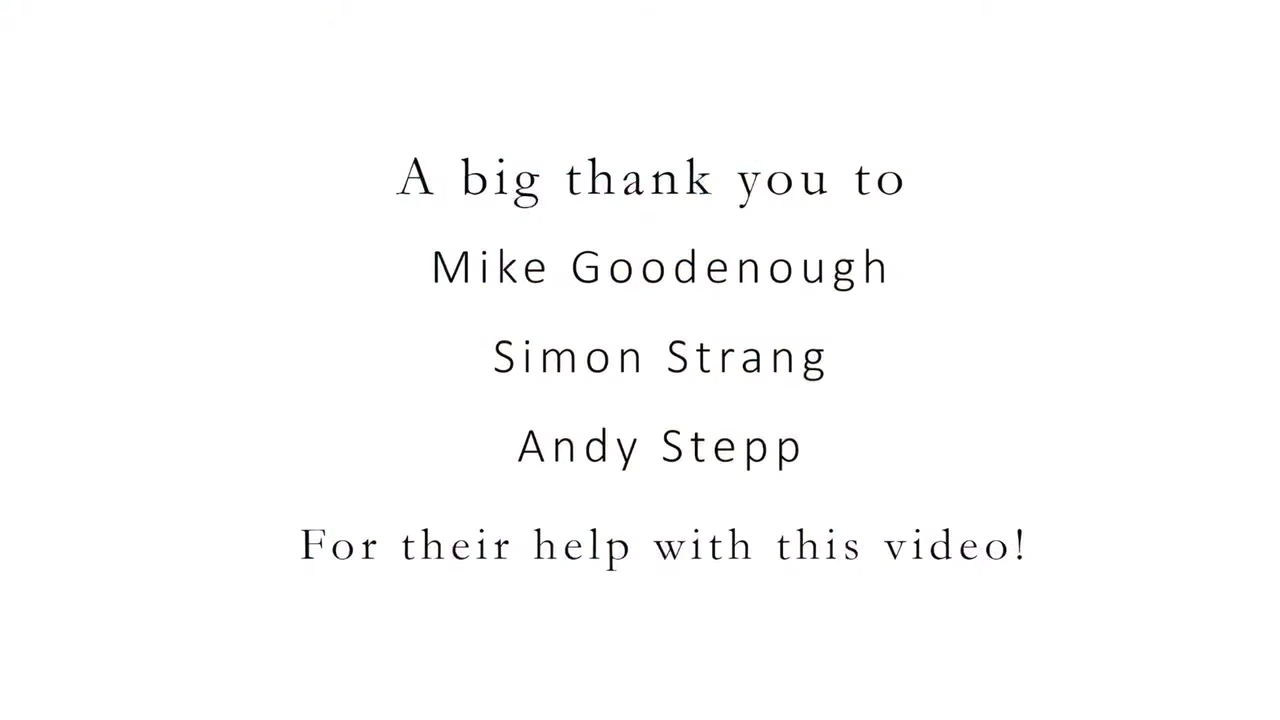 A big thank you to
Mike Goodenough
Simon Strang
Andy Stepp
For their help with this video!